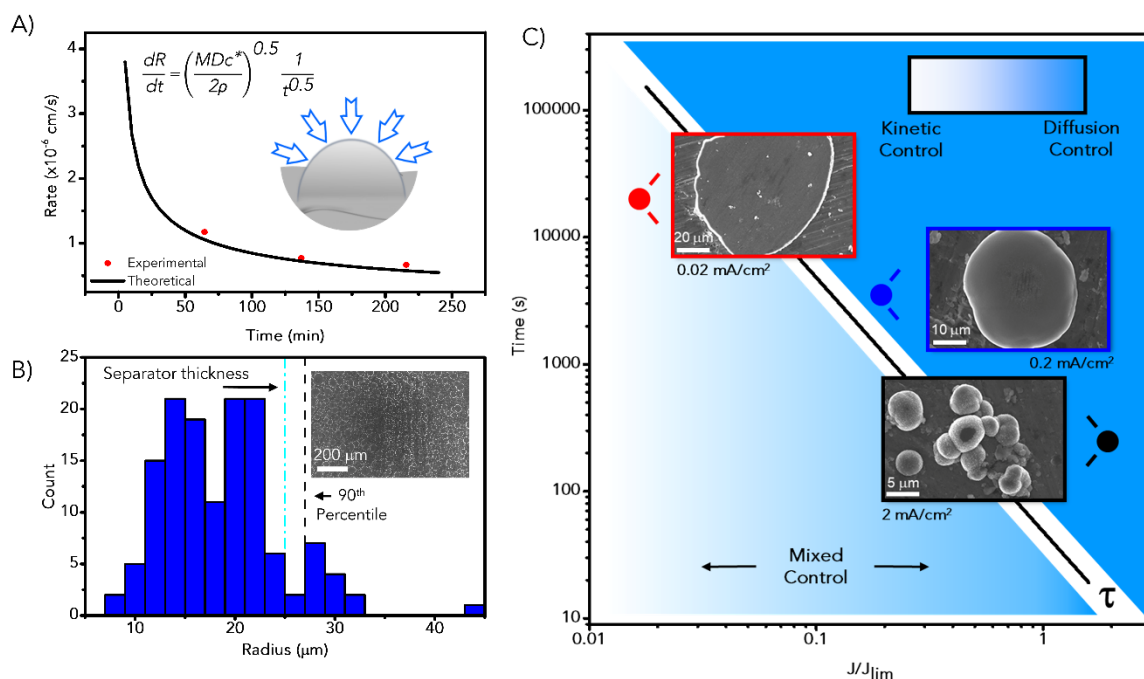 A)
4
3
2
1
Rate (x10⁻⁶ cm/s)
dR/dt = (MDc*/2p)^0.5 1/t^0.5
Experimental
Theoretical
0 50 100 150 200 250
Time (min)
B)
25
20
15
10
5
0
Count
Separator thickness
200 μm
90th
Percentile
10 20 30 40
Radius (μm)
C)
100000
10000
1000
100
10
Time (s)
Kinetic
Control
Diffusion
Control
20 μm
0.02 mA/cm²
10 μm
0.2 mA/cm²
5 μm
2 mA/cm²
Mixed
Control
τ
0.01 0.1 1
J/Jlim